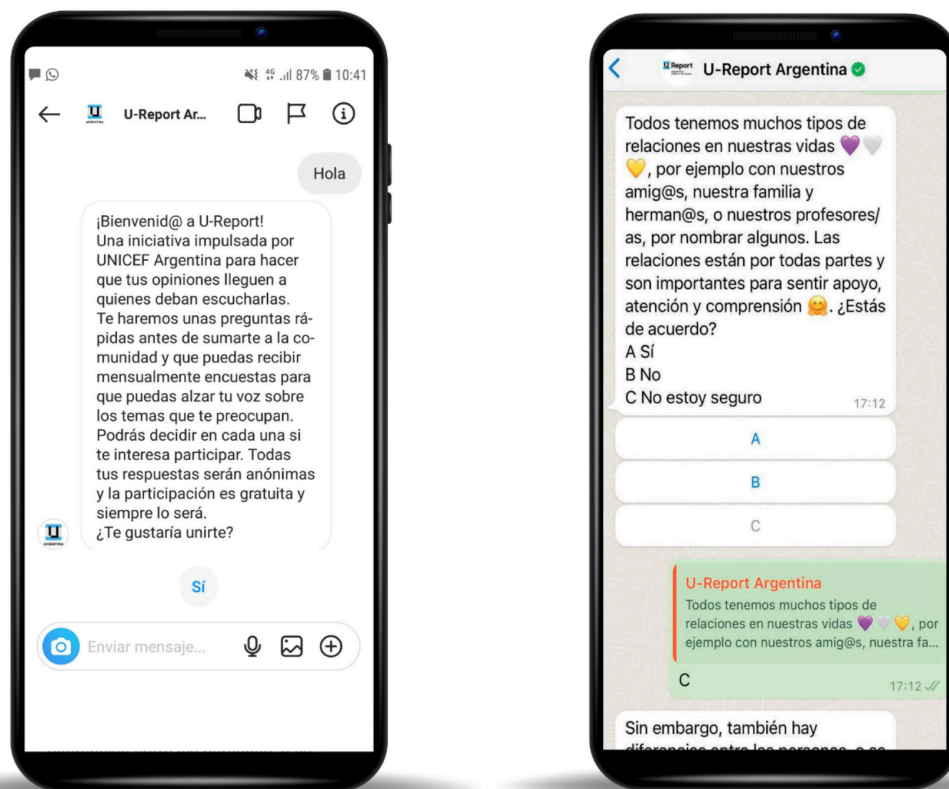 4G 87% 10:41
U-Report Ar...
Hola
¡Bienvenid@ a U-Report!
Una iniciativa impulsada por
UNICEF Argentina para hacer
que tus opiniones lleguen a
quienes deban escucharlas.
Te haremos unas preguntas rá-
pidas antes de sumarte a la co-
munidad y que puedas recibir
mensualmente encuestas para
que puedas alzar tu voz sobre
los temas que te preocupan.
Podrás decidir en cada una si
te interesa participar. Todas
tus respuestas serán anónimas
y la participación es gratuita y
siempre lo será.
¿Te gustaría unirte?
Sí
Enviar mensaje...
U-Report Argentina
Todos tenemos muchos tipos de
relaciones en nuestras vidas 💜🤍
💛, por ejemplo con nuestros
amig@s, nuestra familia y
herman@s, o nuestros profesores/
as, por nombrar algunos. Las
relaciones están por todas partes y
son importantes para sentir apoyo,
atención y comprensión 🤗. ¿Estás
de acuerdo?
A Sí
B No
C No estoy seguro
17:12
A
B
C
U-Report Argentina
Todos tenemos muchos tipos de
relaciones en nuestras vidas 💜🤍💛, por
ejemplo con nuestros amig@s, nuestra fa...
C
17:12
Sin embargo, también hay
diferencias entre las personas, o se